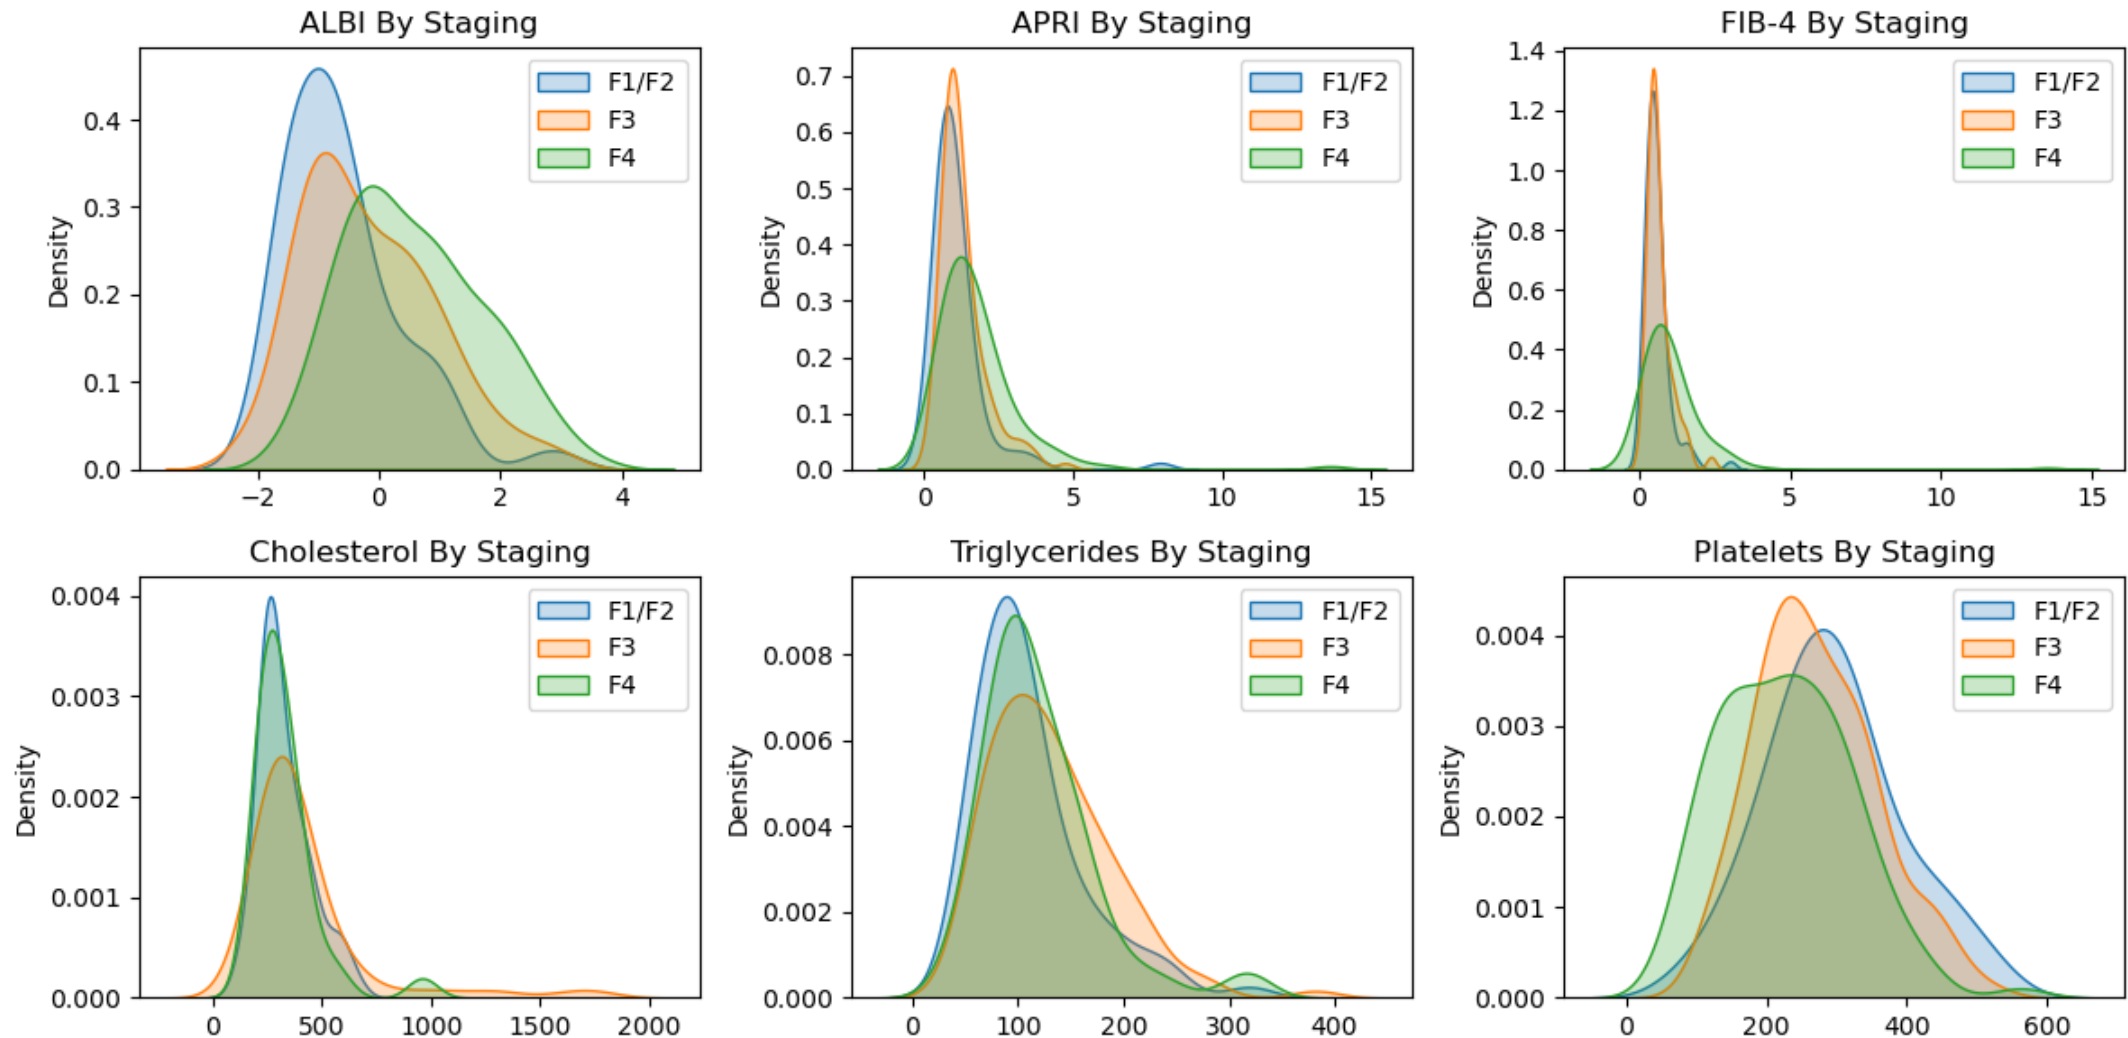 ALBI By Staging
Density
0.4
0.3
0.2
0.1
0.0
−2
0
2
4
F1/F2
F3
F4
APRI By Staging
Density
0.7
0.6
0.5
0.4
0.3
0.2
0.1
0.0
0
5
10
15
F1/F2
F3
F4
FIB-4 By Staging
Density
1.4
1.2
1.0
0.8
0.6
0.4
0.2
0.0
0
5
10
15
F1/F2
F3
F4
Cholesterol By Staging
Density
0.004
0.003
0.002
0.001
0.000
0
500
1000
1500
2000
F1/F2
F3
F4
Triglycerides By Staging
Density
0.008
0.006
0.004
0.002
0.000
0
100
200
300
400
F1/F2
F3
F4
Platelets By Staging
Density
0.004
0.003
0.002
0.001
0.000
0
200
400
600
F1/F2
F3
F4